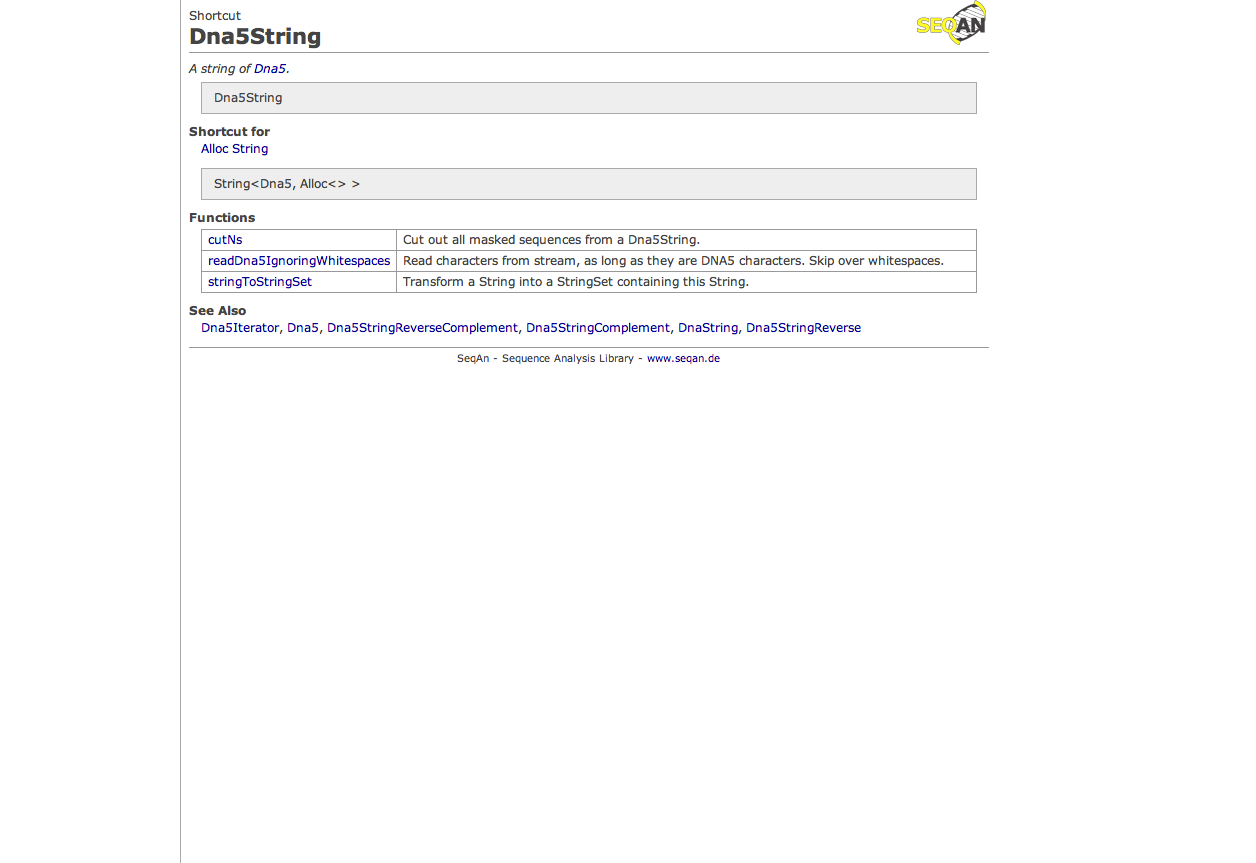 Shortcut
SEQAN
Dna5String
A string of Dna5.
Dna5String
Shortcut for
Alloc String
String<Dna5, Alloc<> >
Functions
cutNs Cut out all masked sequences from a Dna5String.
readDna5IgnoringWhitespaces Read characters from stream, as long as they are DNA5 characters. Skip over whitespaces.
stringToStringSet Transform a String into a StringSet containing this String.
See Also
Dna5Iterator, Dna5, Dna5StringReverseComplement, Dna5StringComplement, DnaString, Dna5StringReverse
SeqAn - Sequence Analysis Library - www.seqan.de